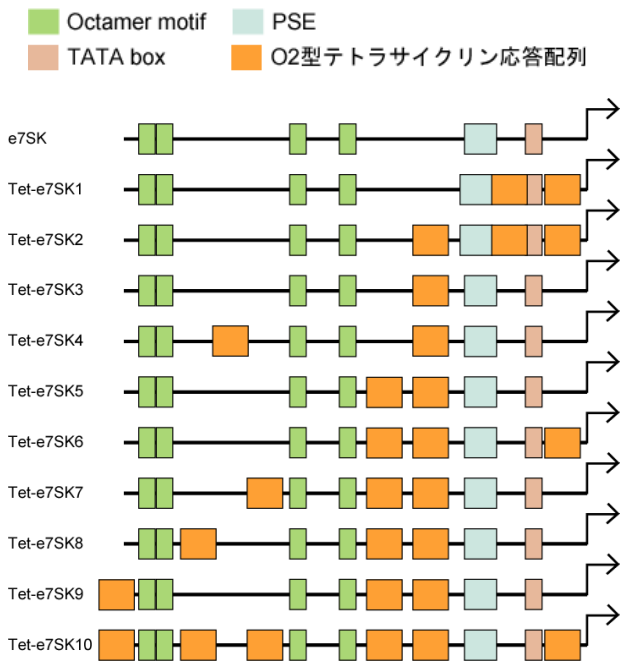 Octamer motif PSE
TATA box O2型テトラサイクリン応答配列
e7SK
Tet-e7SK1
Tet-e7SK2
Tet-e7SK3
Tet-e7SK4
Tet-e7SK5
Tet-e7SK6
Tet-e7SK7
Tet-e7SK8
Tet-e7SK9
Tet-e7SK10